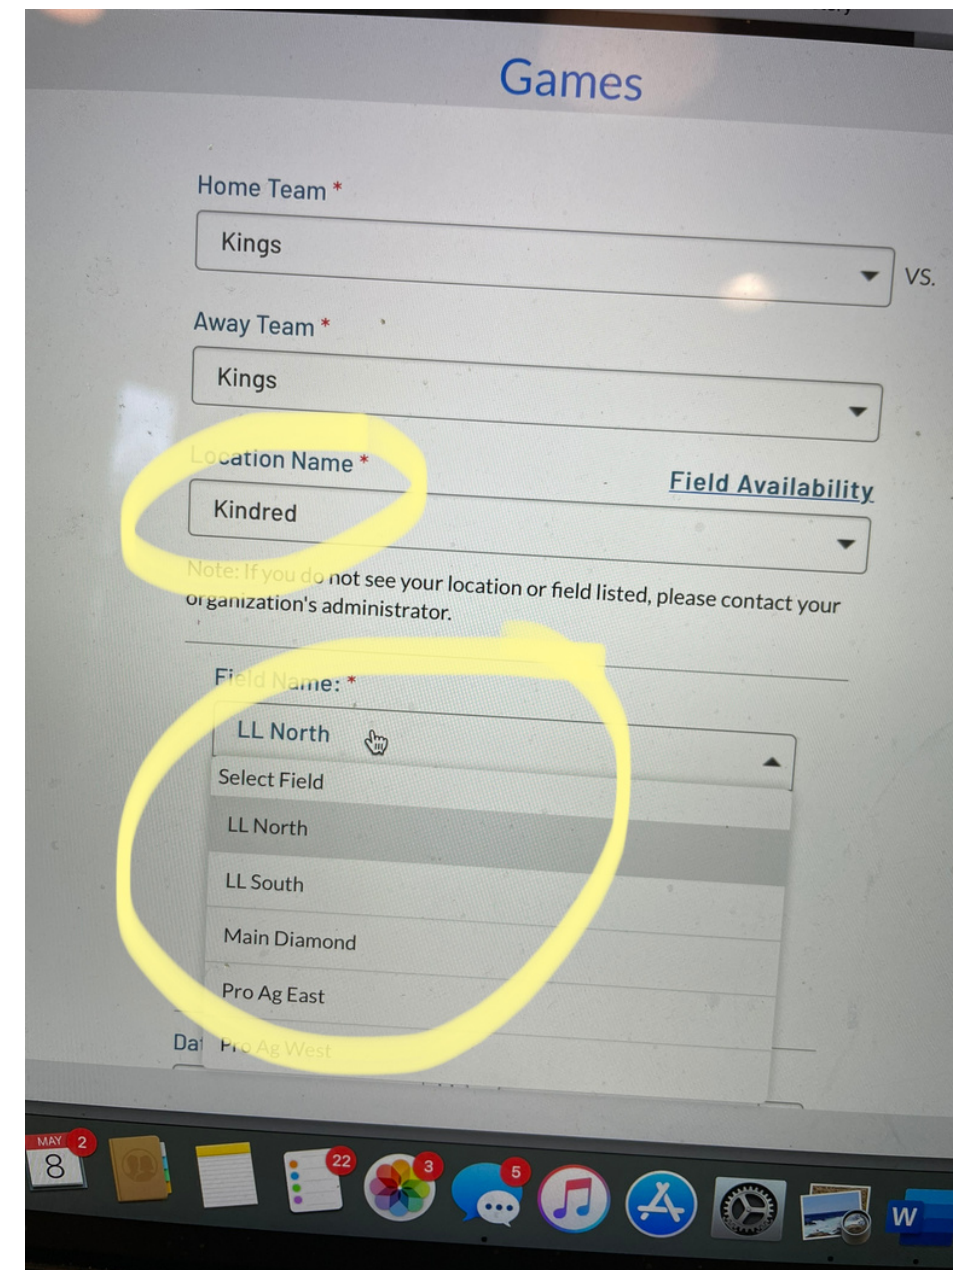 Games
Home Team *
Kings
VS.
Away Team *
Kings
Location Name *
Field Availability
Kindred
Note: If you do not see your location or field listed, please contact your
organization's administrator.
Field Name: *
LL North
Select Field
LL North
LL South
Main Diamond
Pro Ag East
Pro Ag West
Da
MAY 2
8
22
3
5
W